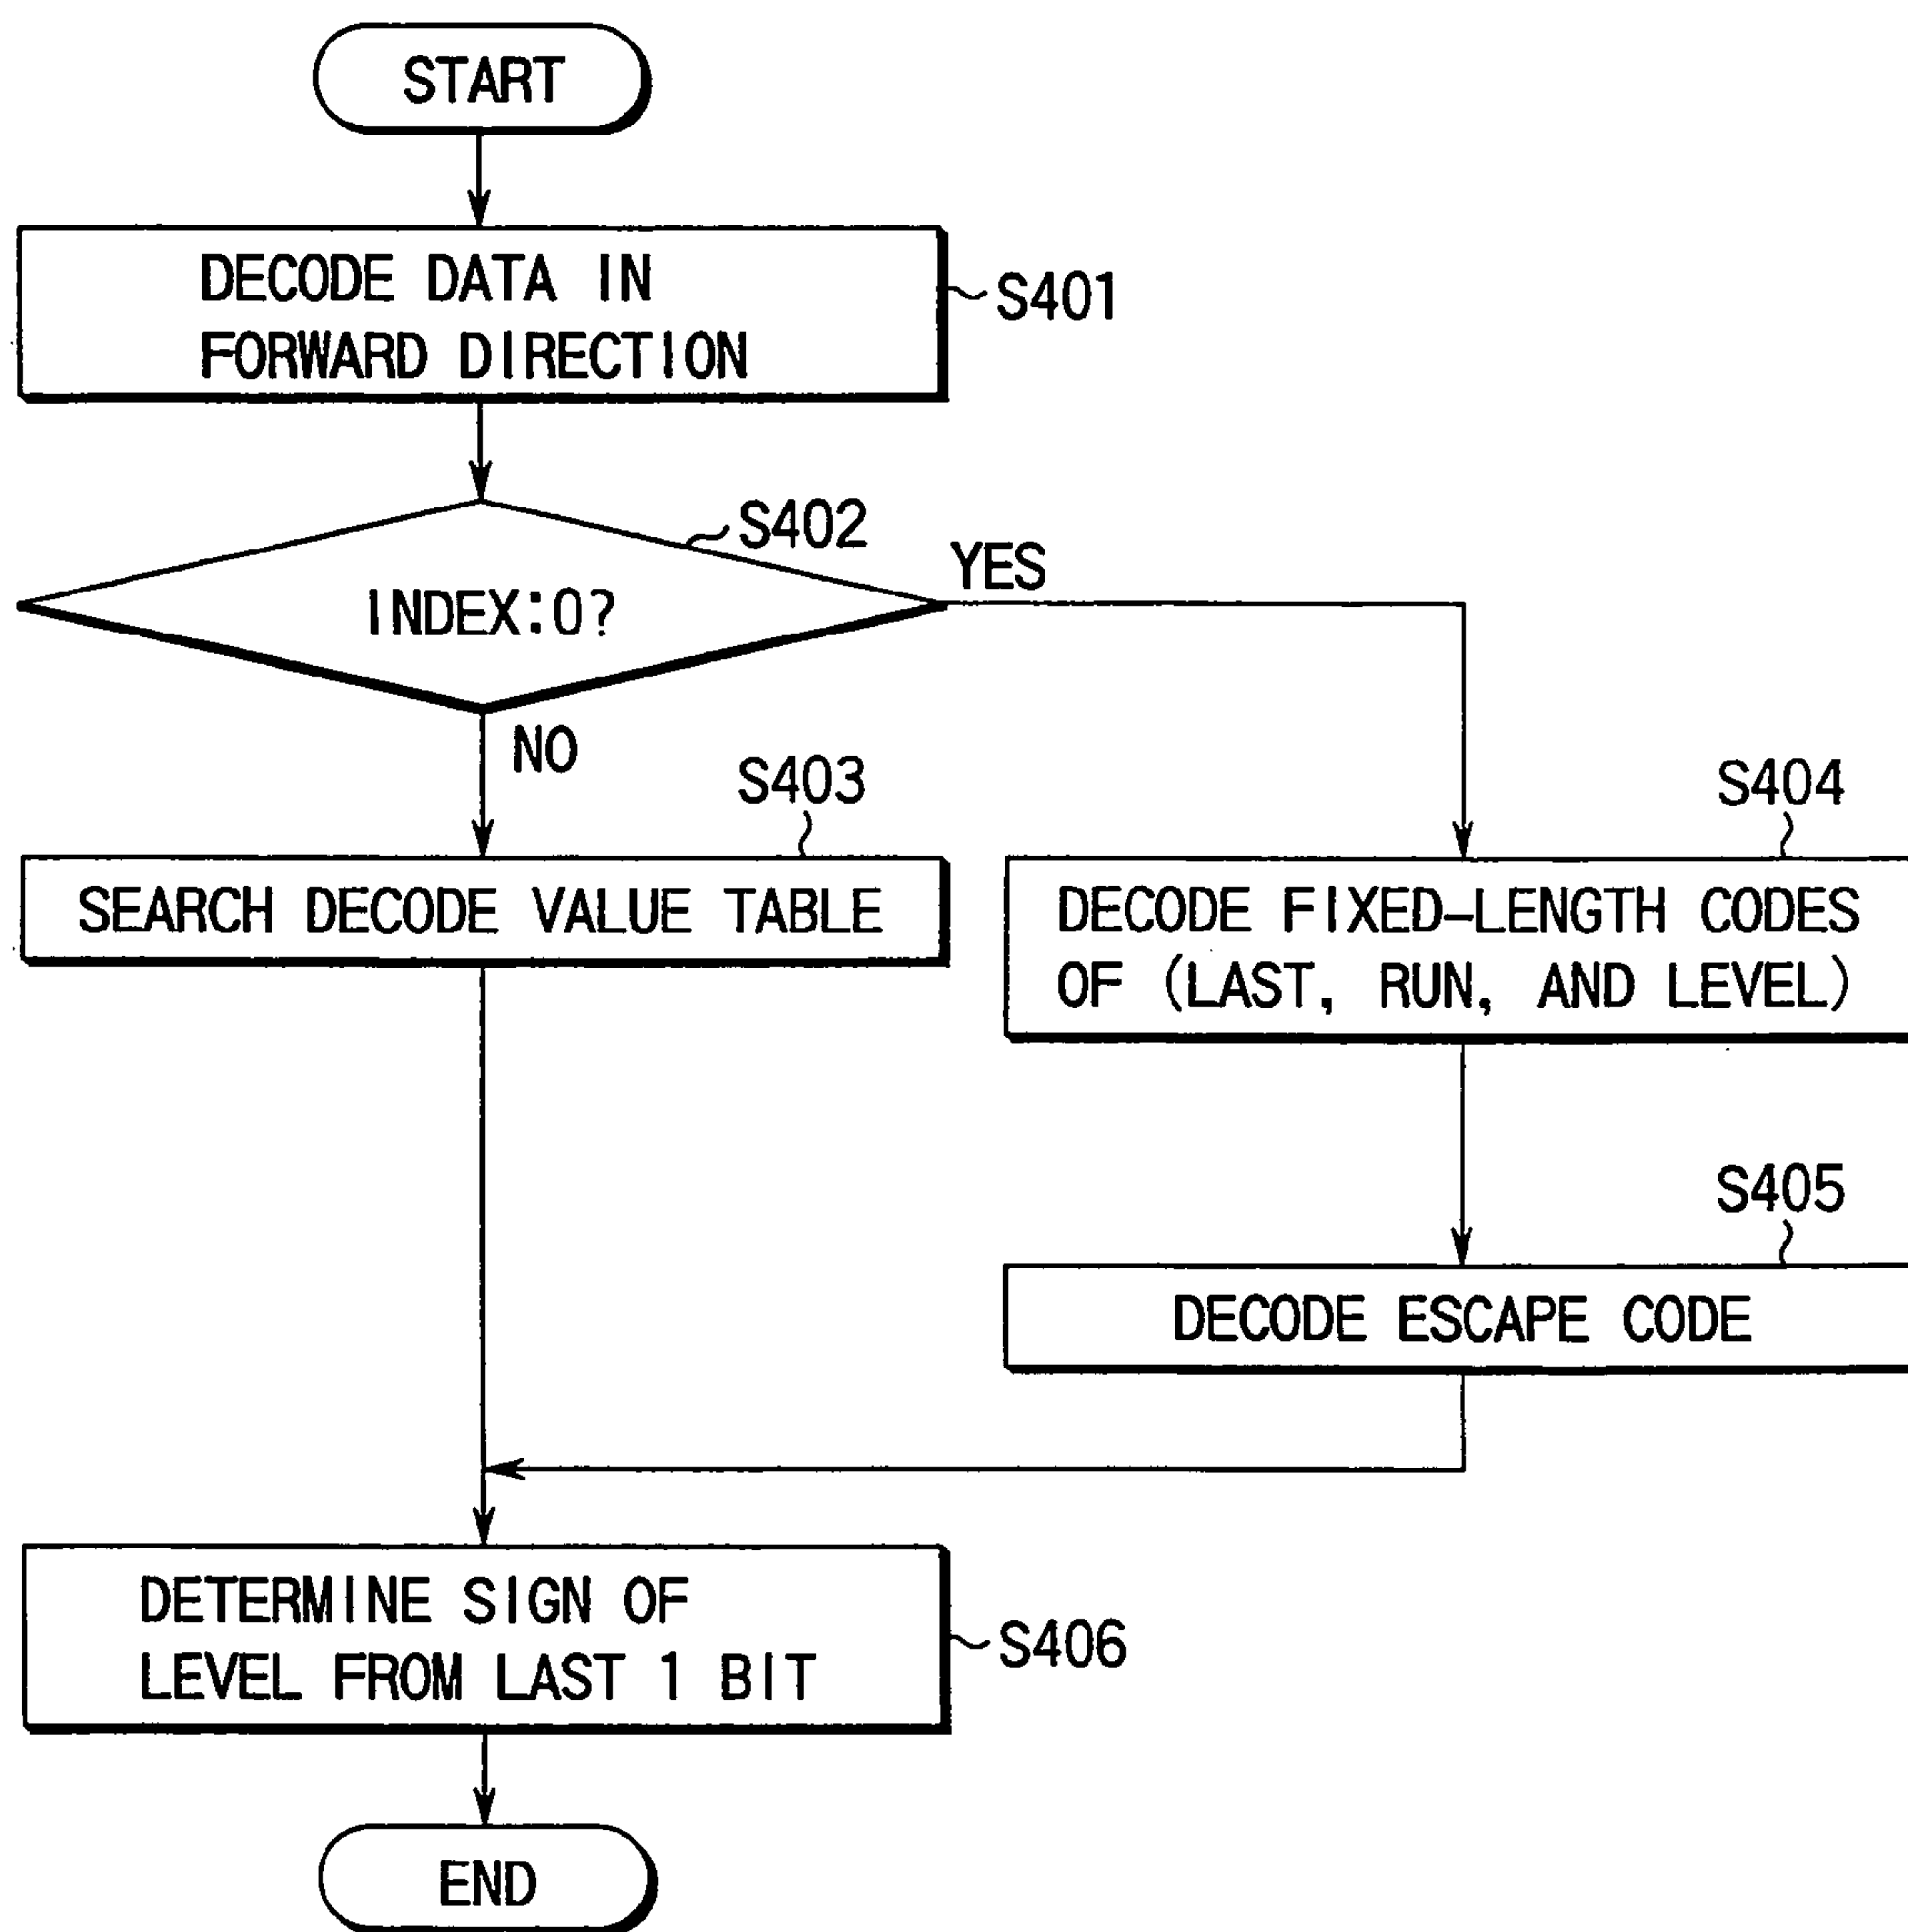 START
DECODE DATA IN
FORWARD DIRECTION
S401
S402
YES
INDEX:0?
NO
S403
S404
SEARCH DECODE VALUE TABLE
DECODE FIXED-LENGTH CODES
OF (LAST, RUN, AND LEVEL)
S405
DECODE ESCAPE CODE
DETERMINE SIGN OF
LEVEL FROM LAST 1 BIT
S406
END